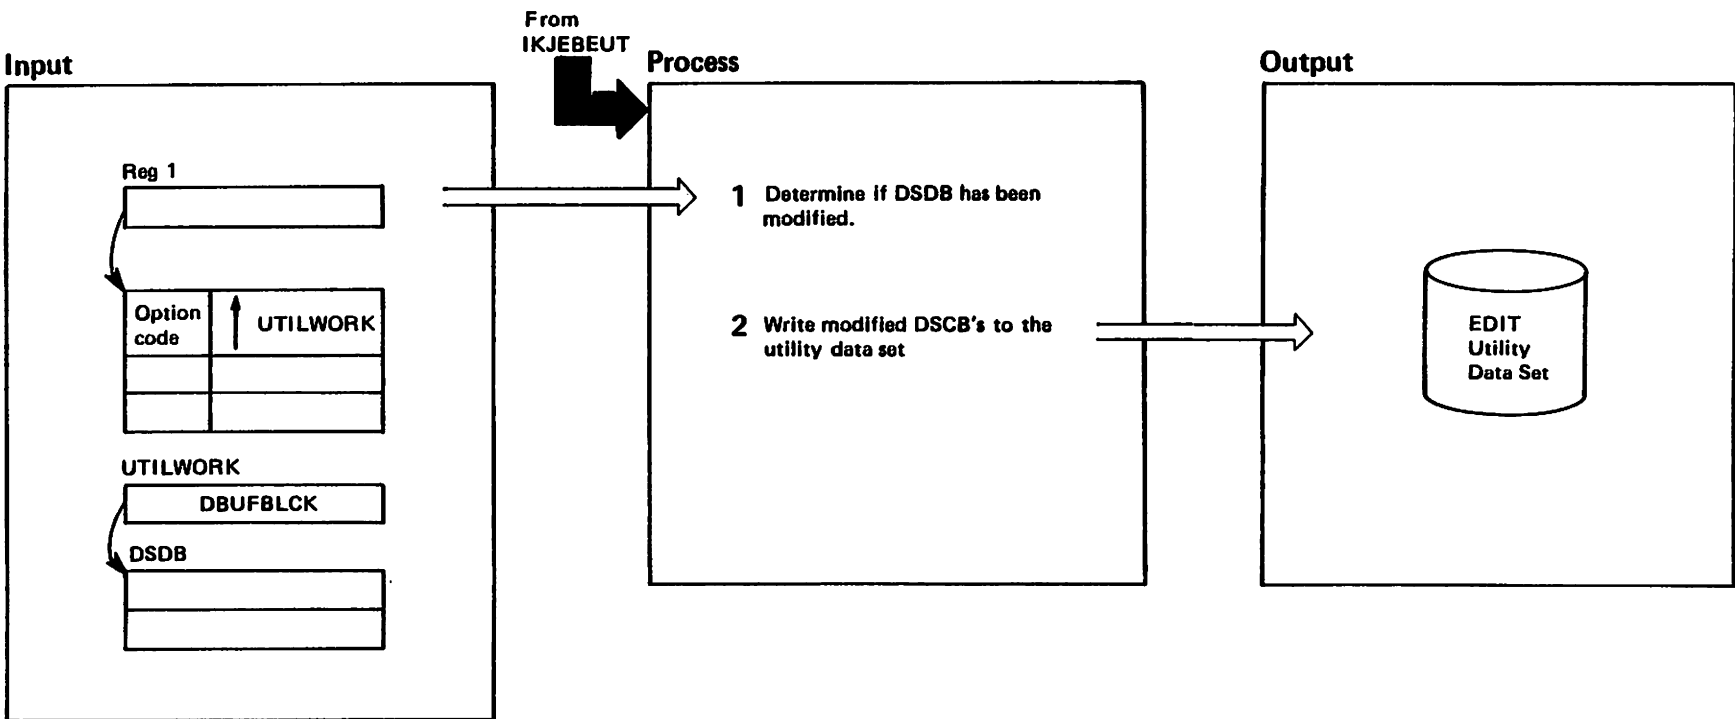 From
IKJEBEUT
Input
Process
Output
Reg 1
Option
code
UTILWORK
UTILWORK
DBUFBLCK
DSDB
1 Determine if DSDB has been
modified.
2 Write modified DSCB's to the
utility data set
EDIT
Utility
Data Set